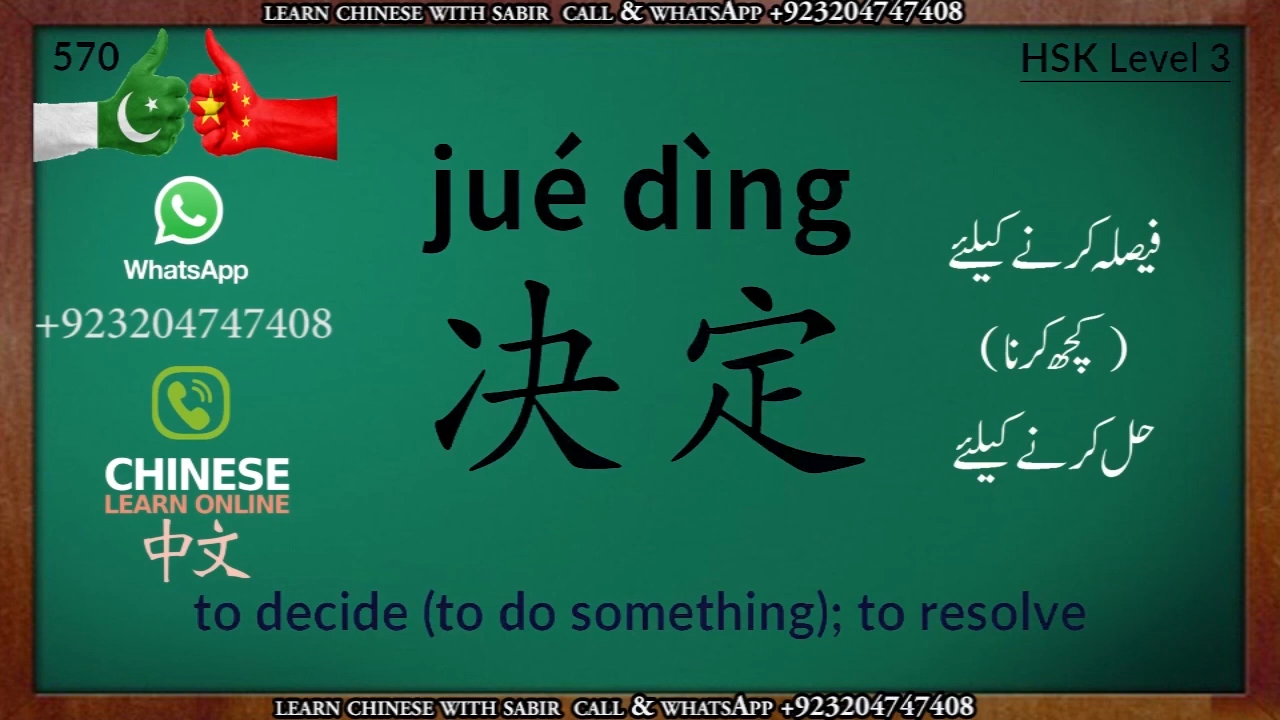 LEARN CHINESE WITH SABIR CALL & WHATSAPP +923204747408
570
HSK Level 3
jué dìng
决定
WhatsApp
+923204747408
CHINESE
LEARN ONLINE
中文
فیصلہ کرنے کیلئے
( کچھ کرنا )
حل کرنے کیلئے
to decide (to do something); to resolve
LEARN CHINESE WITH SABIR CALL & WHATSAPP +923204747408